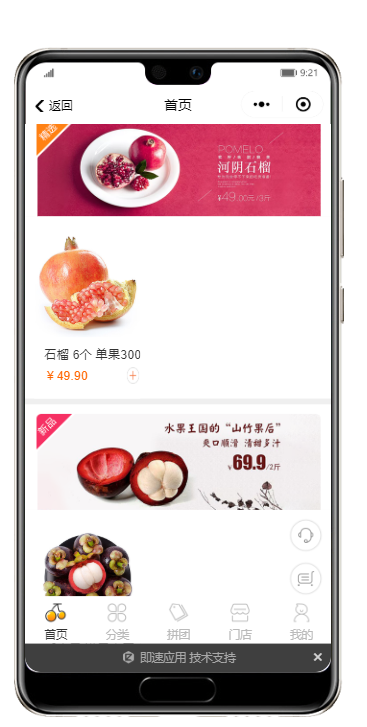 9:21
返回
首页
精选
POMELO
河阴石榴
¥49.00元/3斤
石榴 6个 单果300
¥ 49.90
新品
水果王国的“山竹果后”
爽口顺滑 清甜多汁
¥69.9/2斤
首页
分类
拼团
门店
我的
即速应用 技术支持